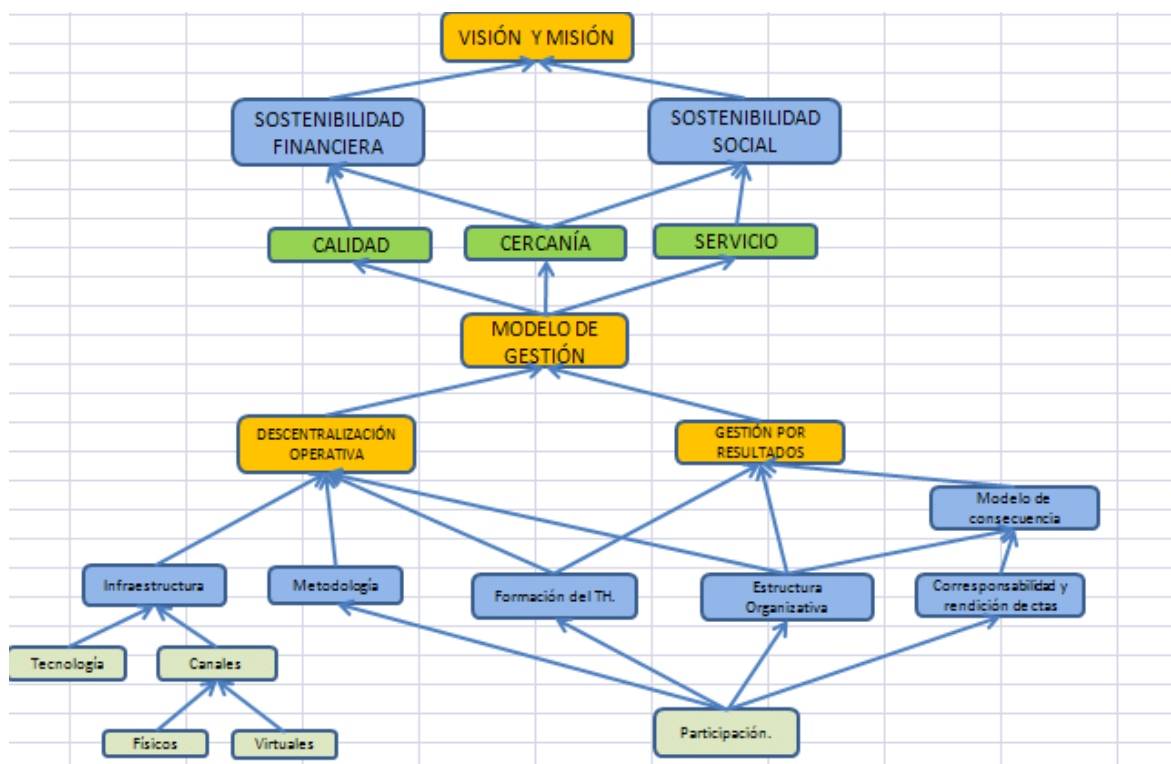 VISIÓN Y MISIÓN
SOSTENIBILIDAD
FINANCIERA
SOSTENIBILIDAD
SOCIAL
CALIDAD
CERCANÍA
SERVICIO
MODELO DE
GESTIÓN
DESCENTRALIZACIÓN
OPERATIVA
GESTIÓN POR
RESULTADOS
Modelo de
consecuencia
Infraestructura
Metodología
Formación del TH.
Estructura
Organizativa
Corresponsabilidad y
rendición de ctas
Tecnología
Canales
Físicos
Virtuales
Participación.